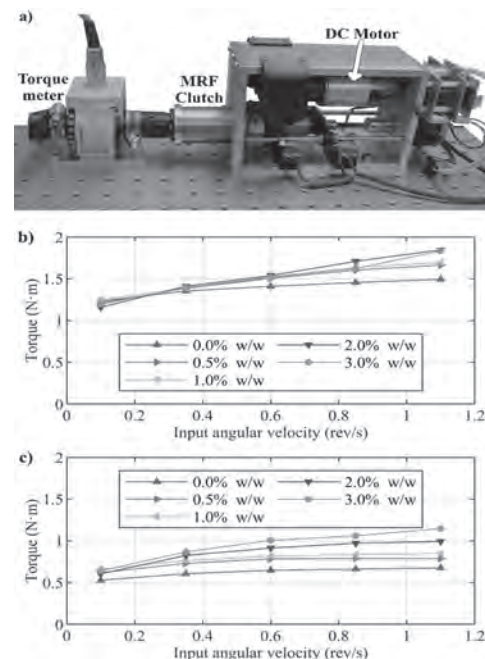 a)
DC Motor
Torque
meter
MRF
Clutch
b)
2
1.5
1
0.5
0
Torque (N·m)
0.0% w/w
2.0% w/w
0.5% w/w
3.0% w/w
1.0% w/w
0 0.2 0.4 0.6 0.8 1 1.2
Input angular velocity (rev/s)
c)
2
1.5
1
0.5
0
Torque (N·m)
0.0% w/w
2.0% w/w
0.5% w/w
3.0% w/w
1.0% w/w
0 0.2 0.4 0.6 0.8 1 1.2
Input angular velocity (rev/s)